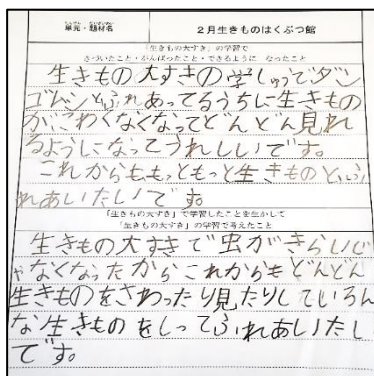 単元・題材名
２月生きものはくぶつ館
「生きもの大すき」の学習で
きづいたこと・がんばったこと・できるように なったこと
生きもの大すきの学しゅうでダン
ゴムシとふれあってるうちに生きもの
がこわくなくなってどんどん見れ
るようになってうれしいです。
これからももっともっと生きものとふ
れあいたいです。
「生きもの大すき」で学習したことを生かして
「生きもの大すき」の学習で考えたこと
生きもの大すきで虫がきらいじ
ゃなくなったからこれからもどんどん
生きものをさわったり見たりしていろん
な生きものをしってふれあいたい
です。